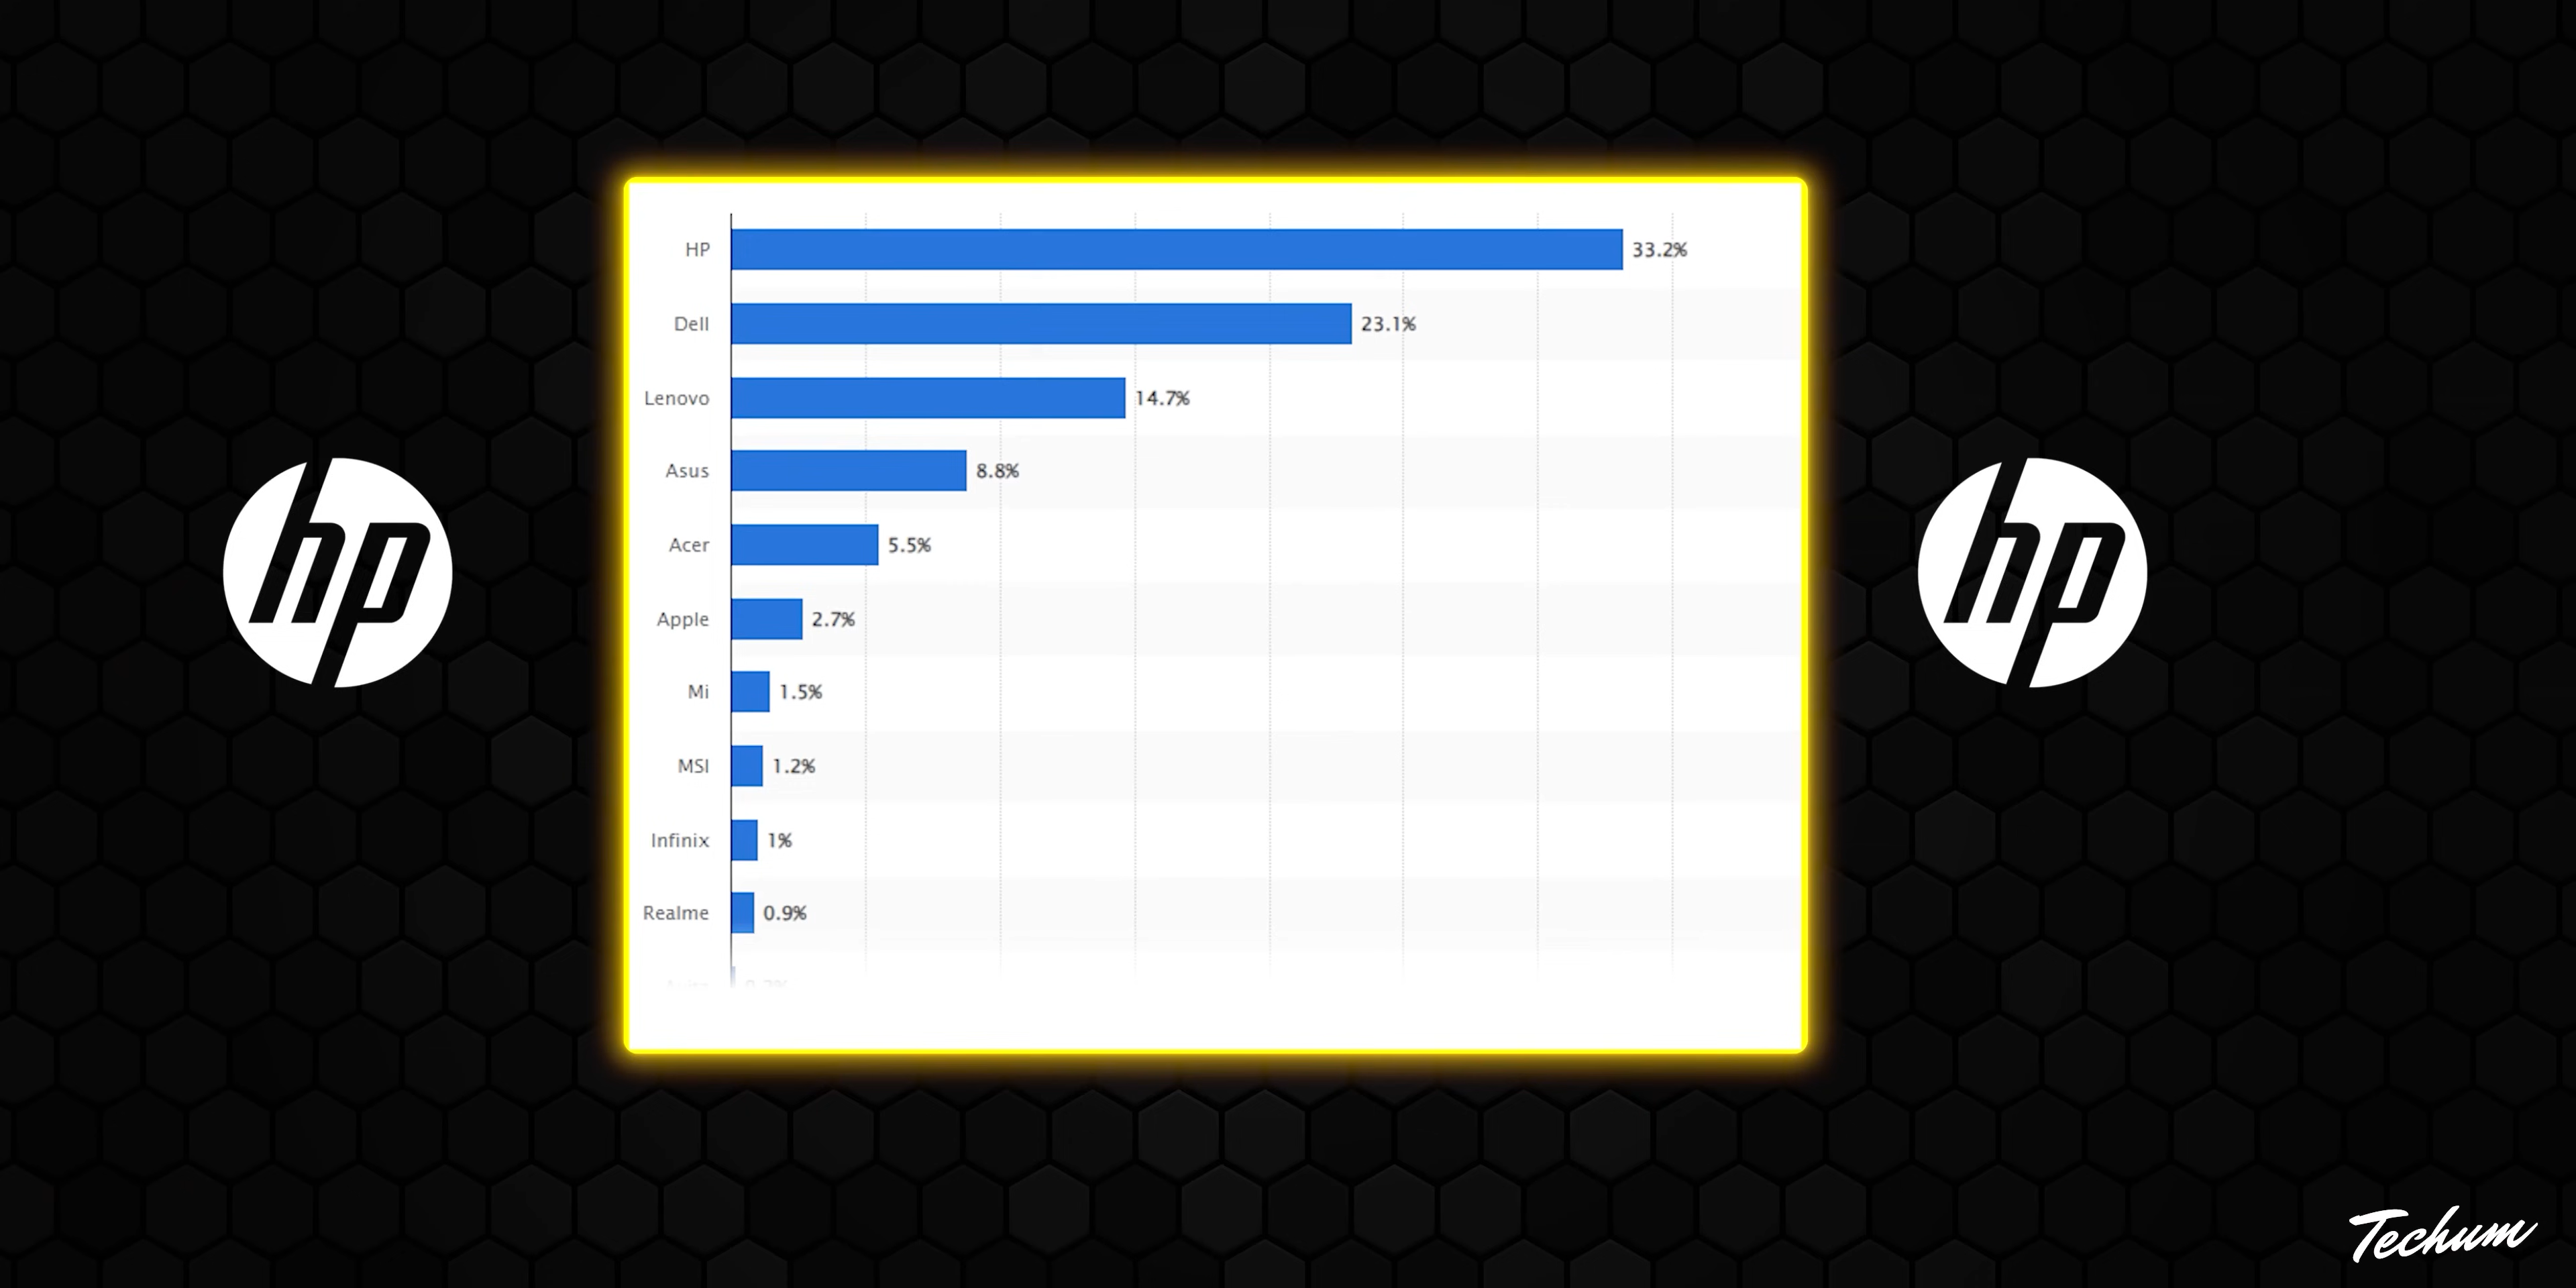 HP 33.2%
Dell 23.1%
Lenovo 14.7%
Asus 8.8%
hp
hp
Acer 5.5%
Apple 2.7%
Mi 1.5%
MSI 1.2%
Infinix 1%
Realme 0.9%
Techum